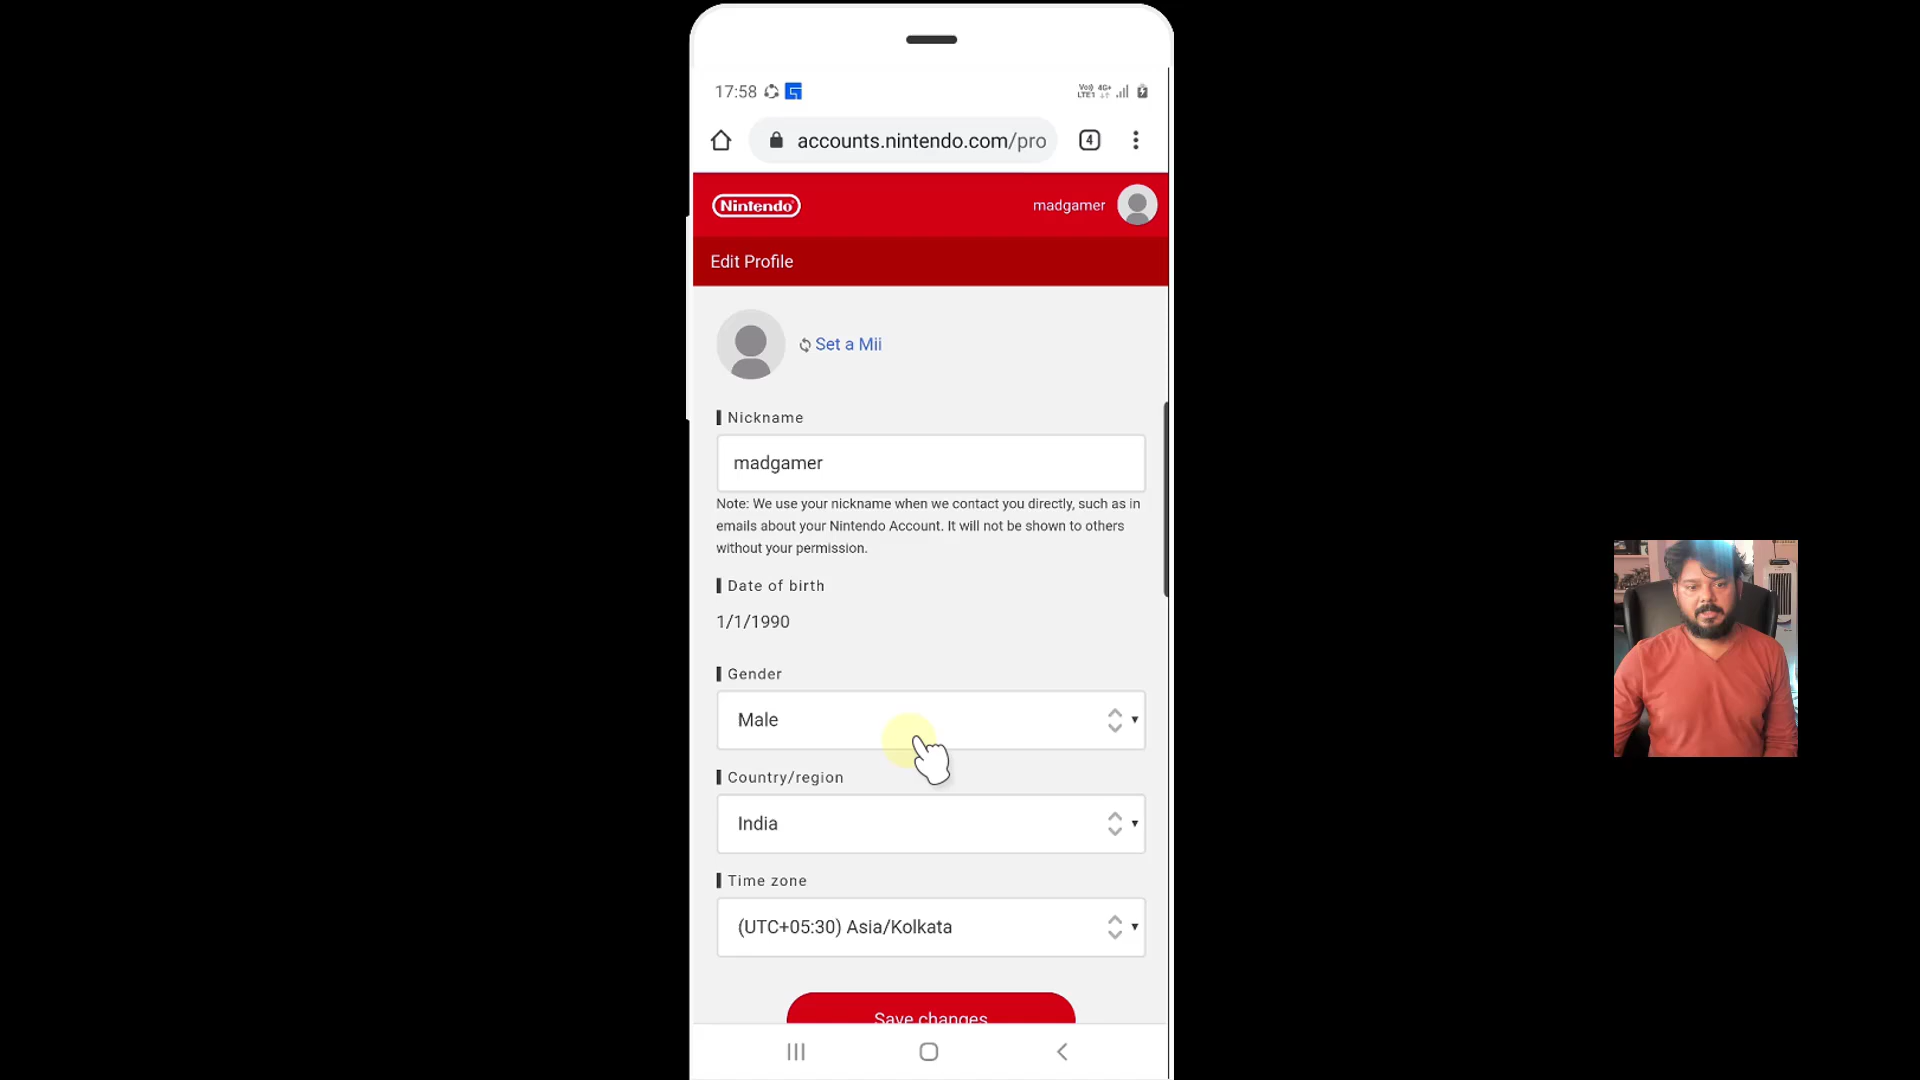 17:58
Vo)) 4G+
LTE1
accounts.nintendo.com/pro
4
Nintendo
madgamer
Edit Profile
Set a Mii
Nickname
madgamer
Note: We use your nickname when we contact you directly, such as in
emails about your Nintendo Account. It will not be shown to others
without your permission.
Date of birth
1/1/1990
Gender
Male
Country/region
India
Time zone
(UTC+05:30) Asia/Kolkata
Save changes